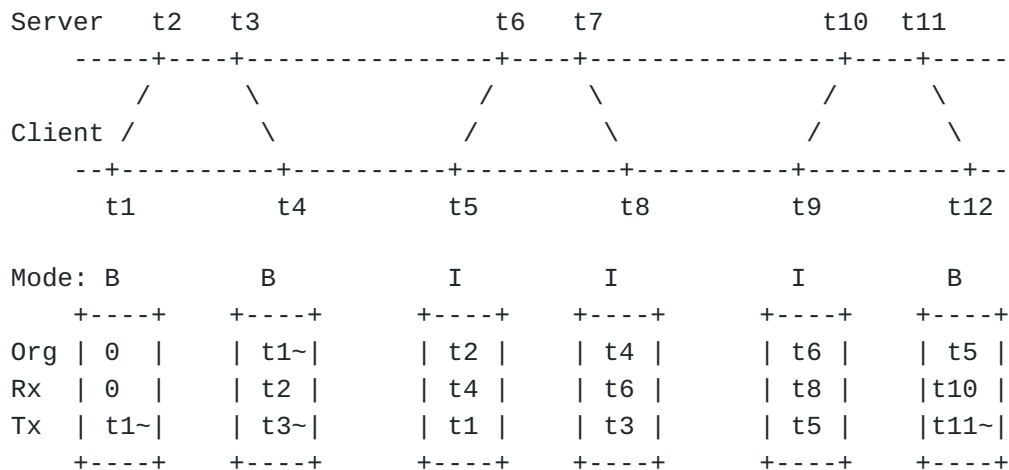 Server   t2   t3                t6   t7               t10  t11
    -----+----+----------------+----+----------------+----+-----
        /      \              /      \              /      \
Client /        \            /        \            /        \
    --+----------+----------+----------+----------+----------+--
      t1         t4         t5         t8         t9        t12

Mode: B         B           I         I           I         B
    +----+    +----+      +----+    +----+      +----+    +----+
Org | 0  |    | t1~|      | t2 |    | t4 |      | t6 |    | t5 |
Rx  | 0  |    | t2 |      | t4 |    | t6 |      | t8 |    |t10 |
Tx  | t1~|    | t3~|      | t1 |    | t3 |      | t5 |    |t11~|
    +----+    +----+      +----+    +----+      +----+    +----+